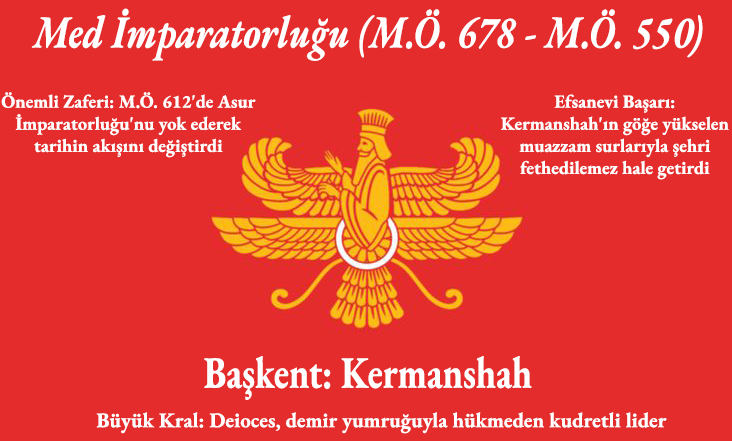 Med İmparatorluğu (M.Ö. 678 - M.Ö. 550)
Önemli Zaferi: M.Ö. 612'de Asur
İmparatorluğu'nu yok ederek
tarihin akışını değiştirdi
Efsanevi Başarı:
Kermanshah'ın göğe yükselen
muazzam surlarıyla şehri
fethedilemez hale getirdi
Başkent: Kermanshah
Büyük Kral: Deioces, demir yumruğuyla hükmeden kudretli lider